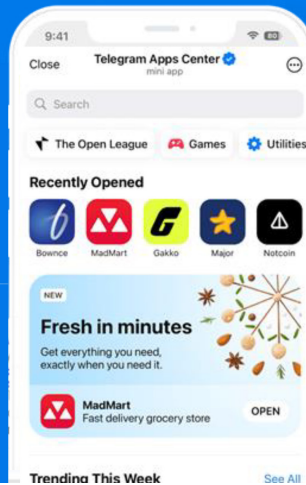 9:41
80
Close
Telegram Apps Center
mini app
Search
The Open League
Games
Utilities
Recently Opened
Bownce
MadMart
Gakko
Major
Notcoin
NEW
Fresh in minutes
Get everything you need,
exactly when you need it.
MadMart
Fast delivery grocery store
OPEN
Trending This Week
See All